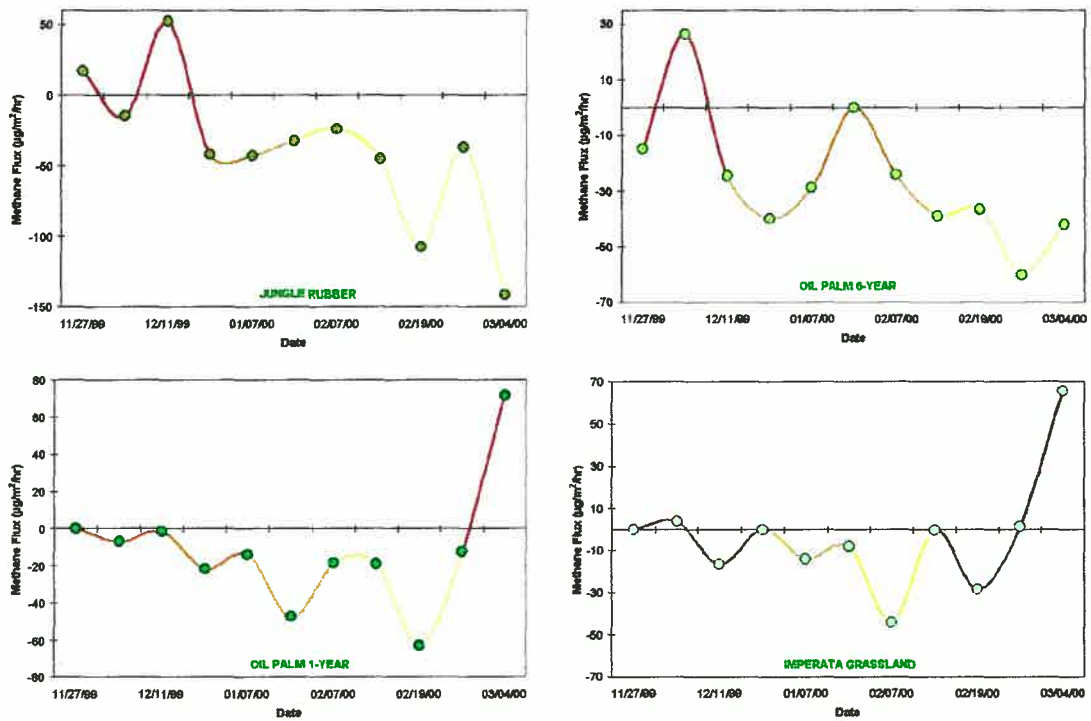 50
0
-50
-100
-150
Methane Flux (µg/m²/hr)
JUNGLE RUBBER
11/27/99 12/11/99 01/07/00 02/07/00 02/19/00 03/04/00
Date
30
10
-10
-30
-50
-70
Methane Flux (µg/m²/hr)
OIL PALM 6-YEAR
11/27/99 12/11/99 01/07/00 02/07/00 02/19/00 03/04/00
Date
80
60
40
20
0
-20
-40
-60
-80
Methane Flux (µg/m²/hr)
OIL PALM 1-YEAR
11/27/99 12/11/99 01/07/00 02/07/00 02/19/00 03/04/00
Date
70
50
30
10
-10
-30
-50
-70
Methane Flux (µg/m²/hr)
IMPERATA GRASSLAND
11/27/99 12/11/99 01/07/00 02/07/00 02/19/00 03/04/00
Date